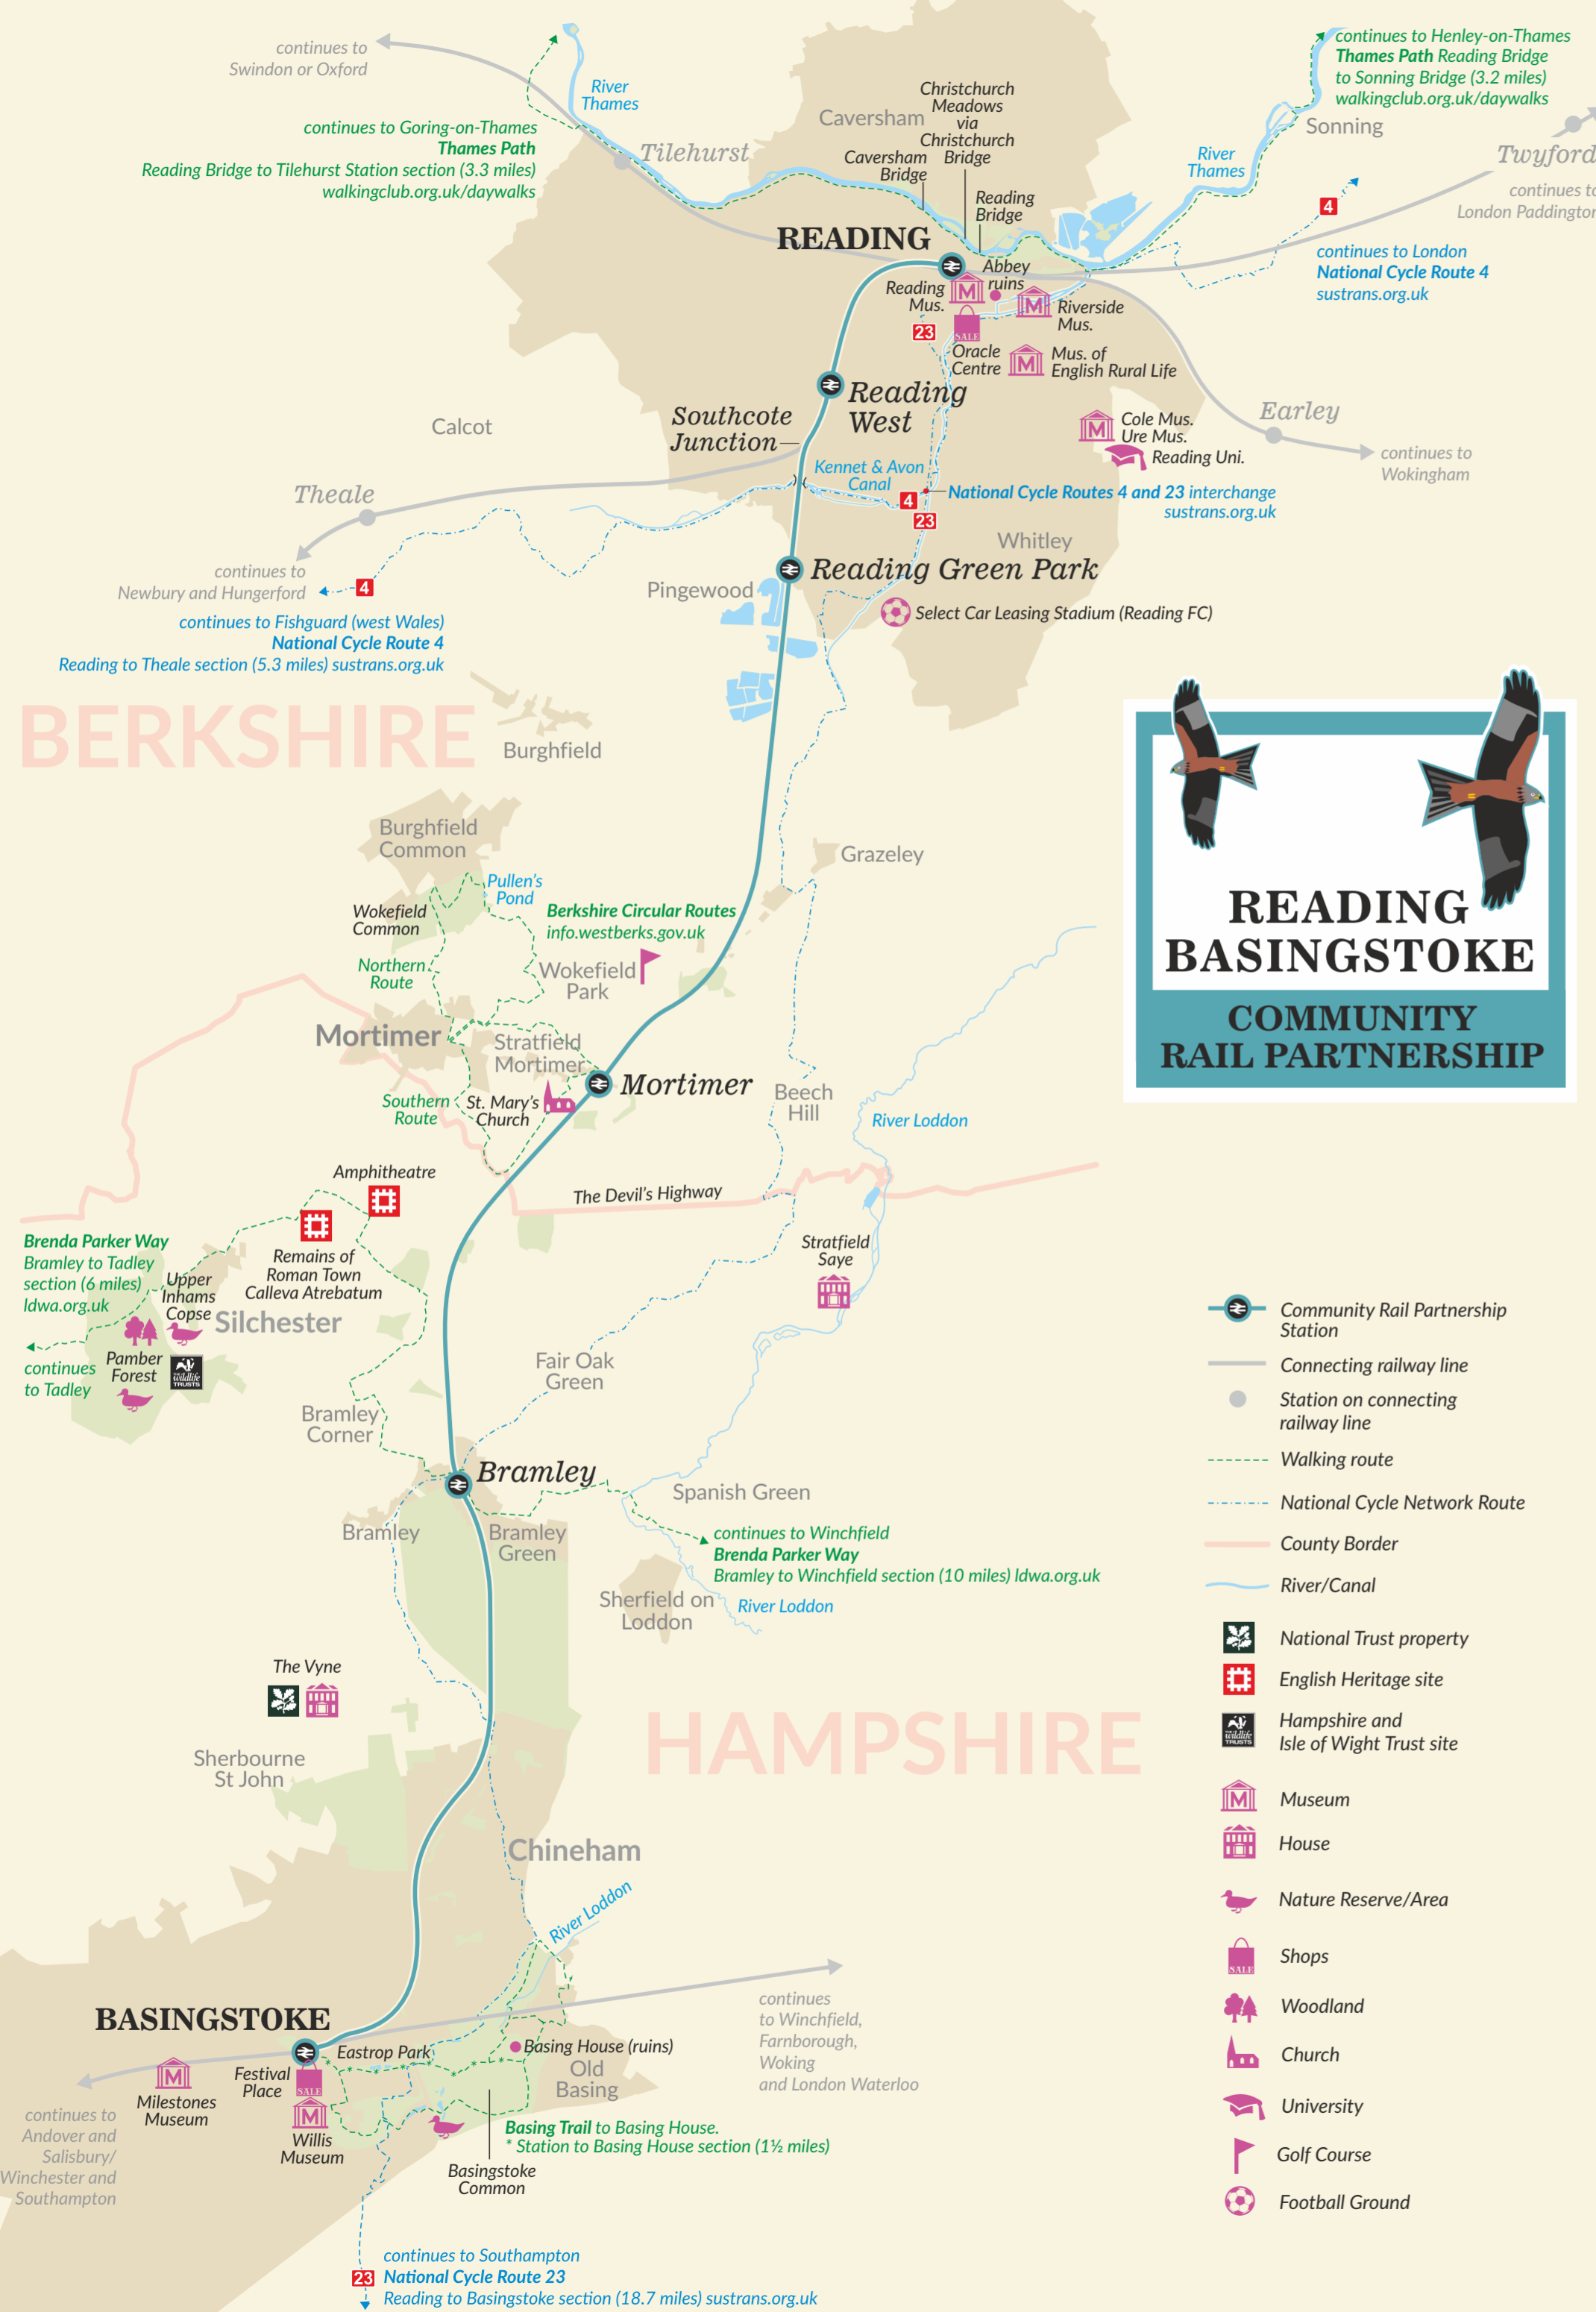 continues to
Swindon or Oxford
River
Thames
continues to Goring-on-Thames
Thames Path
Reading Bridge to Tilehurst Station section (3.3 miles)
walkingclub.org.uk/daywalks
Tilehurst
Caversham
Christchurch
Meadows
via
Christchurch
Bridge
Caversham
Bridge
Reading
Bridge
continues to Henley-on-Thames
Thames Path Reading Bridge
to Sonning Bridge (3.2 miles)
walkingclub.org.uk/daywalks
Sonning
River
Thames
Twyford
continues to
London Paddington
4
continues to London
National Cycle Route 4
sustrans.org.uk
READING
Abbey
ruins
Reading
Mus.
M
M
Riverside
Mus.
23
SALE
Oracle
Centre
M
Mus. of
English Rural Life
Reading
West
Southcote
Junction
Calcot
M
Cole Mus.
Ure Mus.
Reading Uni.
Earley
continues to
Wokingham
Kennet & Avon
Canal
4
National Cycle Routes 4 and 23 interchange
sustrans.org.uk
23
Theale
Whitley
continues to
Newbury and Hungerford
4
continues to Fishguard (west Wales)
National Cycle Route 4
Reading to Theale section (5.3 miles) sustrans.org.uk
Pingewood
Reading Green Park
Select Car Leasing Stadium (Reading FC)
BERKSHIRE
Burghfield
READING
BASINGSTOKE
COMMUNITY
RAIL PARTNERSHIP
Burghfield
Common
Grazeley
Pullen's
Pond
Wokefield
Common
Berkshire Circular Routes
info.westberks.gov.uk
Northern
Route
Wokefield
Park
Mortimer
Stratfield
Mortimer
Mortimer
Southern
Route
St. Mary's
Church
Beech
Hill
River Loddon
Amphitheatre
The Devil's Highway
Brenda Parker Way
Bramley to Tadley
section (6 miles)
ldwa.org.uk
Remains of
Roman Town
Calleva Atrebatum
Upper
Inhams
Copse
Silchester
Stratfield
Saye
continues
to Tadley
Pamber
Forest
THE
wildlife
TRUSTS
Fair Oak
Green
Bramley
Corner
Bramley
Spanish Green
Bramley
Bramley
Green
continues to Winchfield
Brenda Parker Way
Bramley to Winchfield section (10 miles) ldwa.org.uk
Sherfield on
Loddon
River Loddon
The Vyne
HAMPSHIRE
Sherbourne
St John
Chineham
River Loddon
BASINGSTOKE
Eastrop Park
Basing House (ruins)
Old
Basing
continues
to Winchfield,
Farnborough,
Woking
and London Waterloo
M
Milestones
Museum
Festival
Place
SALE
M
Willis
Museum
continues to
Andover and
Salisbury/
Winchester and
Southampton
Basing Trail to Basing House.
* Station to Basing House section (1½ miles)
Basingstoke
Common
23
continues to Southampton
National Cycle Route 23
Reading to Basingstoke section (18.7 miles) sustrans.org.uk
Community Rail Partnership
Station
Connecting railway line
Station on connecting
railway line
Walking route
National Cycle Network Route
County Border
River/Canal
National Trust property
English Heritage site
THE
wildlife
TRUSTS
Hampshire and
Isle of Wight Trust site
M
Museum
House
Nature Reserve/Area
SALE
Shops
Woodland
Church
University
Golf Course
Football Ground